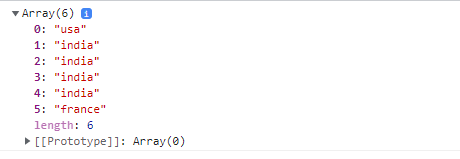 ▼Array(6) i
0: "usa"
1: "india"
2: "india"
3: "india"
4: "india"
5: "france"
length: 6
▶[[Prototype]]: Array(0)